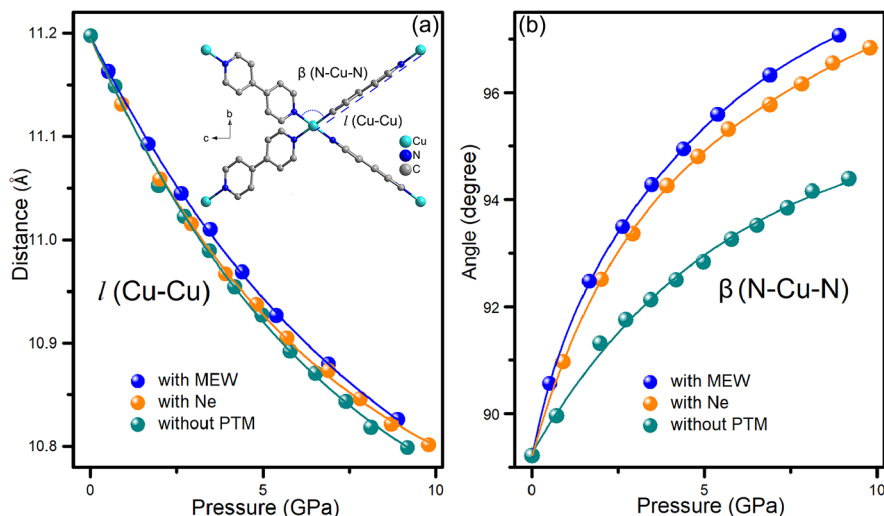 (a)
11.2
11.1
11.0
10.9
10.8
Distance (Å)
β (N-Cu-N)
l (Cu-Cu)
b
c
Cu
N
C
l (Cu-Cu)
with MEW
with Ne
without PTM
0
5
10
Pressure (GPa)
(b)
96
94
92
90
Angle (degree)
β (N-Cu-N)
with MEW
with Ne
without PTM
0
5
10
Pressure (GPa)